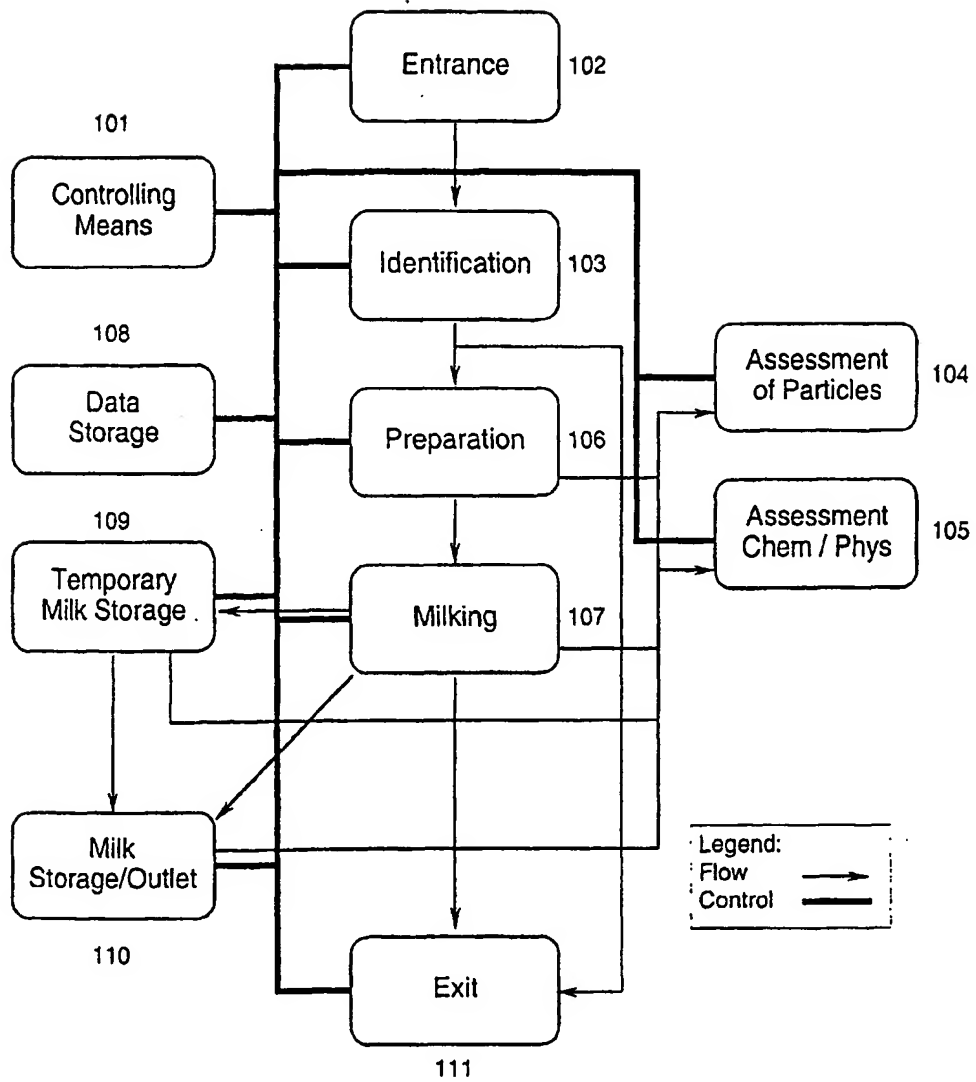 Entrance
102
101
Controlling
Means
Identification
103
108
Data
Storage
Assessment
of Particles
104
Preparation
106
109
Temporary
Milk Storage
Assessment
Chem / Phys
105
Milking
107
Milk
Storage/Outlet
110
Legend:
Flow
Control
Exit
111